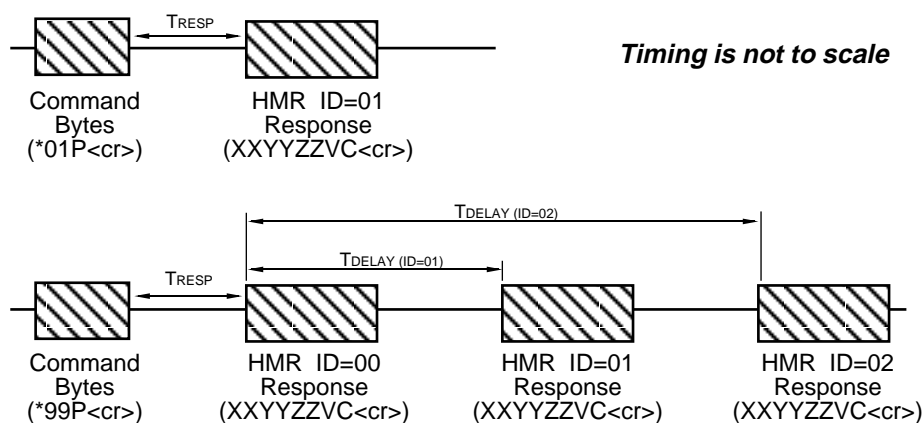 TRESP
Timing is not to scale
Command
Bytes
(*01P<cr>)
HMR ID=01
Response
(XXYYZZVC<cr>)
TDELAY (ID=02)
TDELAY (ID=01)
TRESP
Command
Bytes
(*99P<cr>)
HMR ID=00
Response
(XXYYZZVC<cr>)
HMR ID=01
Response
(XXYYZZVC<cr>)
HMR ID=02
Response
(XXYYZZVC<cr>)